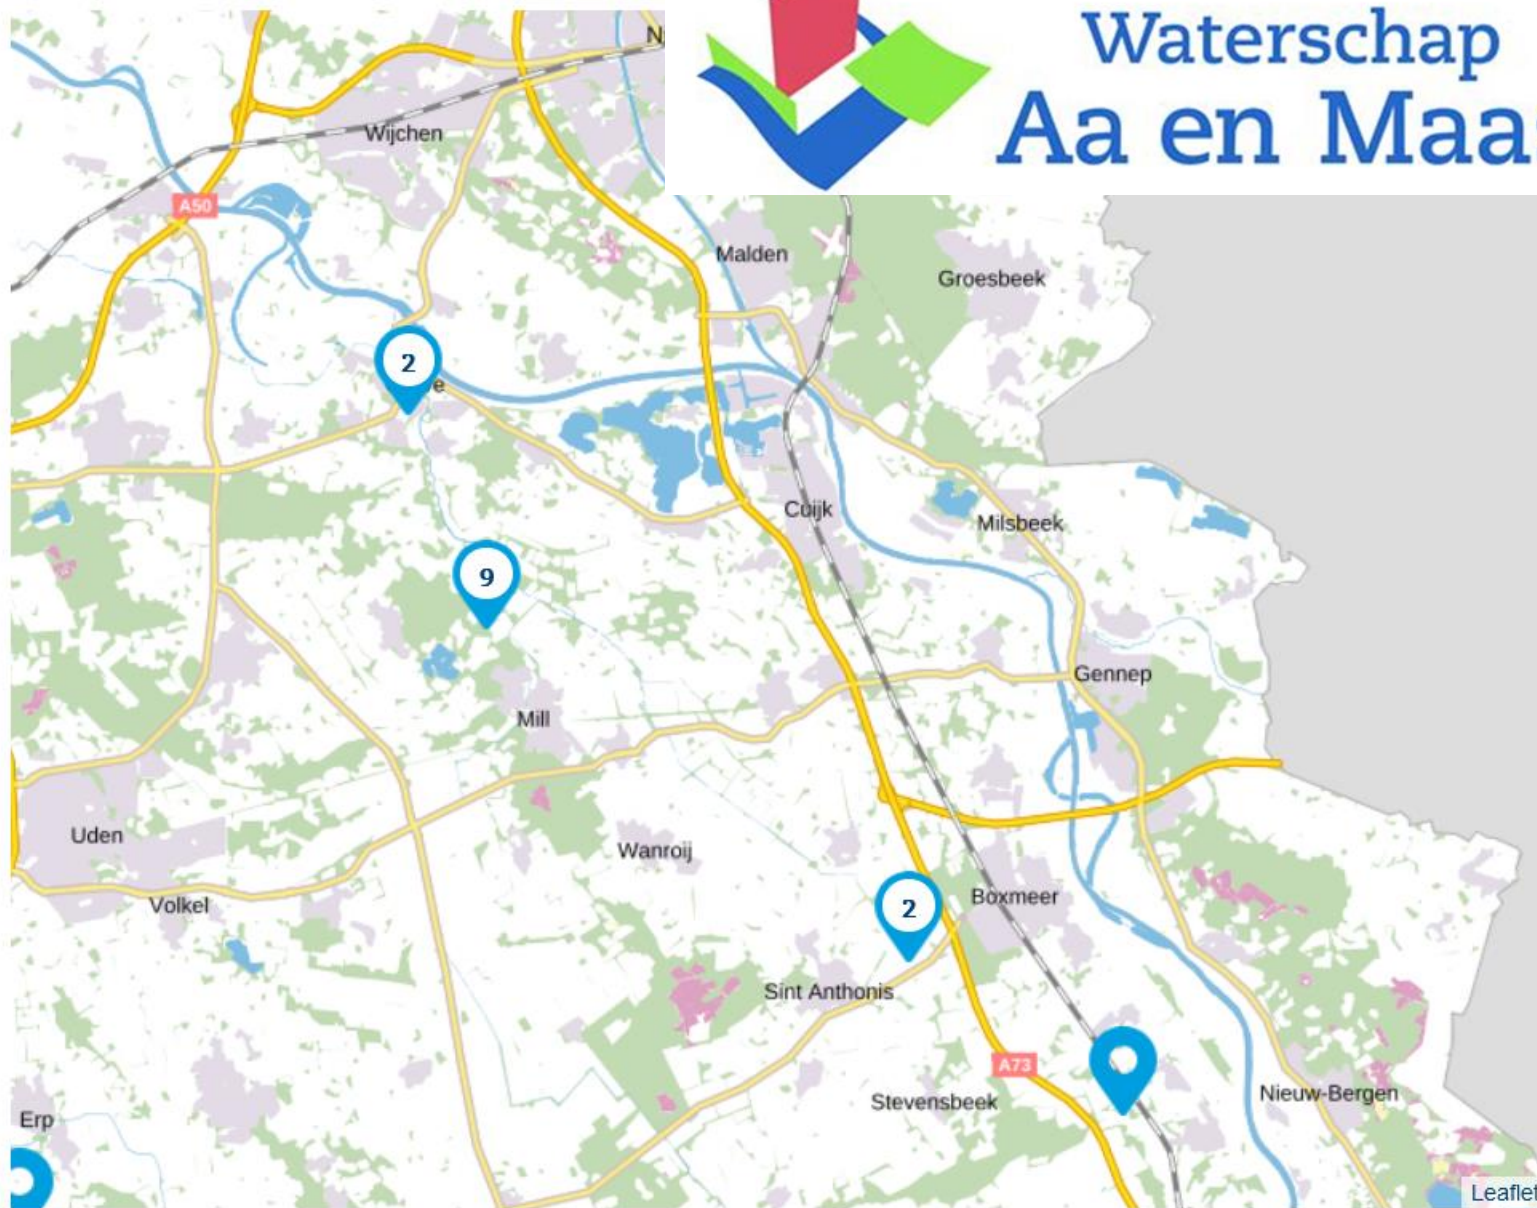 Waterschap
Aa en Maa
N
Wijchen
A50
Malden
Groesbeek
2
e
Cuijk
Milsbeek
9
Gennep
Mill
Uden
Wanroij
Volkel
2
Boxmeer
Sint Anthonis
A73
Stevensbeek
Nieuw-Bergen
Erp
Leaflet